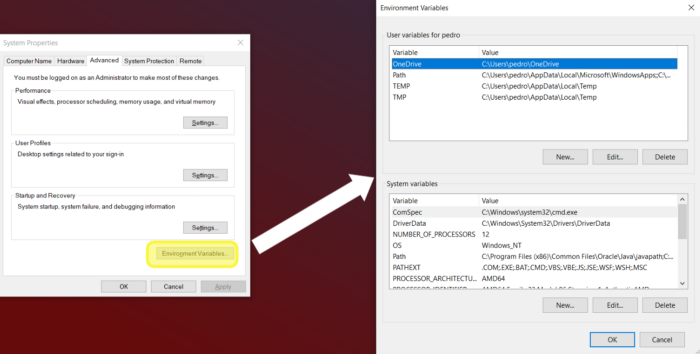 System Properties
Computer Name Hardware Advanced System Protection Remote
You must be logged on as an Administrator to make most of these changes.
Performance
Visual effects, processor scheduling, memory usage, and virtual memory
Settings...
User Profiles
Desktop settings related to your sign-in
Settings...
Startup and Recovery
System startup, system failure, and debugging information
Settings...
Environment Variables...
OK Cancel Apply
Environment Variables
User variables for pedro
Variable Value
OneDrive C:\Users\pedro\OneDrive
Path C:\Users\pedro\AppData\Local\Microsoft\WindowsApps;C:\...
TEMP C:\Users\pedro\AppData\Local\Temp
TMP C:\Users\pedro\AppData\Local\Temp
New... Edit... Delete
System variables
Variable Value
ComSpec C:\Windows\system32\cmd.exe
DriverData C:\Windows\System32\Drivers\DriverData
NUMBER_OF_PROCESSORS 12
OS Windows_NT
Path C:\Program Files (x86)\Common Files\Oracle\Java\javapath;C:...
PATHEXT .COM;.EXE;.BAT;.CMD;.VBS;.VBE;.JS;.JSE;.WSF;.WSH;.MSC
PROCESSOR_ARCHITECTU... AMD64
New... Edit... Delete
OK Cancel